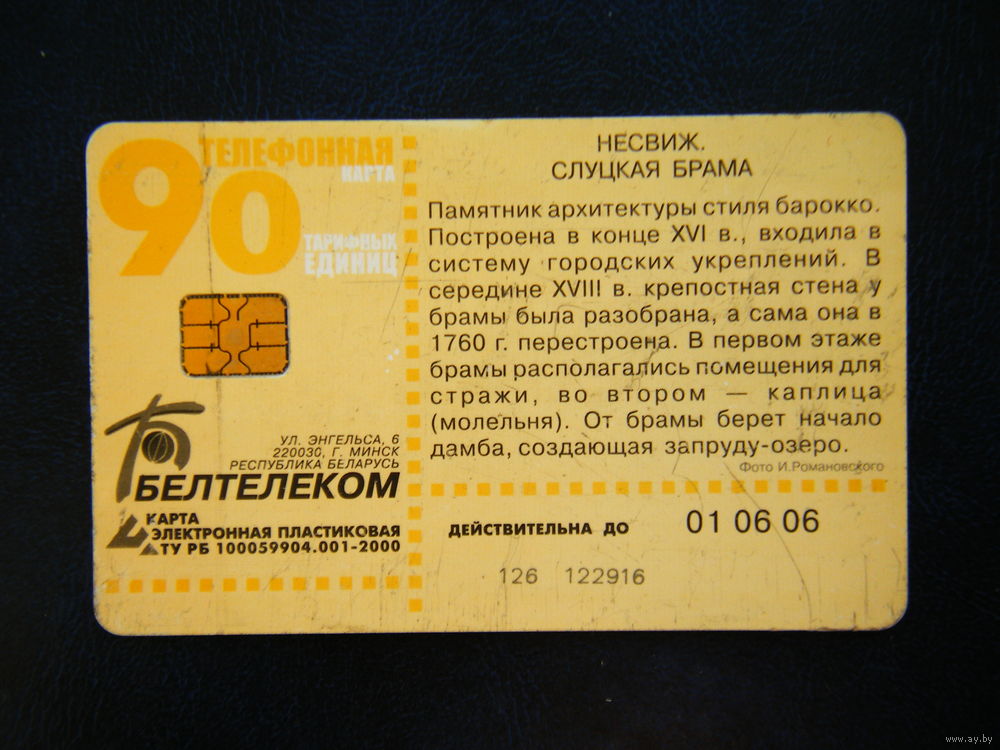 90
ТЕЛЕФОННАЯ
КАРТА
ТАРИФНЫХ
ЕДИНИЦ
УЛ. ЭНГЕЛЬСА, 6
220030, Г. МИНСК
РЕСПУБЛИКА БЕЛАРУСЬ
БЕЛТЕЛЕКОМ
КАРТА
ЭЛЕКТРОННАЯ ПЛАСТИКОВАЯ
ТУ РБ 100059904.001-2000
НЕСВИЖ.
СЛУЦКАЯ БРАМА
Памятник архитектуры стиля барокко.
Построена в конце XVI в., входила в
систему городских укреплений. В
середине XVIII в. крепостная стена у
брамы была разобрана, а сама она в
1760 г. перестроена. В первом этаже
брамы располагались помещения для
стражи, во втором — каплица
(молельня). От брамы берет начало
дамба, создающая запруду-озеро.
Фото И.Романовского
ДЕЙСТВИТЕЛЬНА ДО 01 06 06
126 122916
www.ay.by